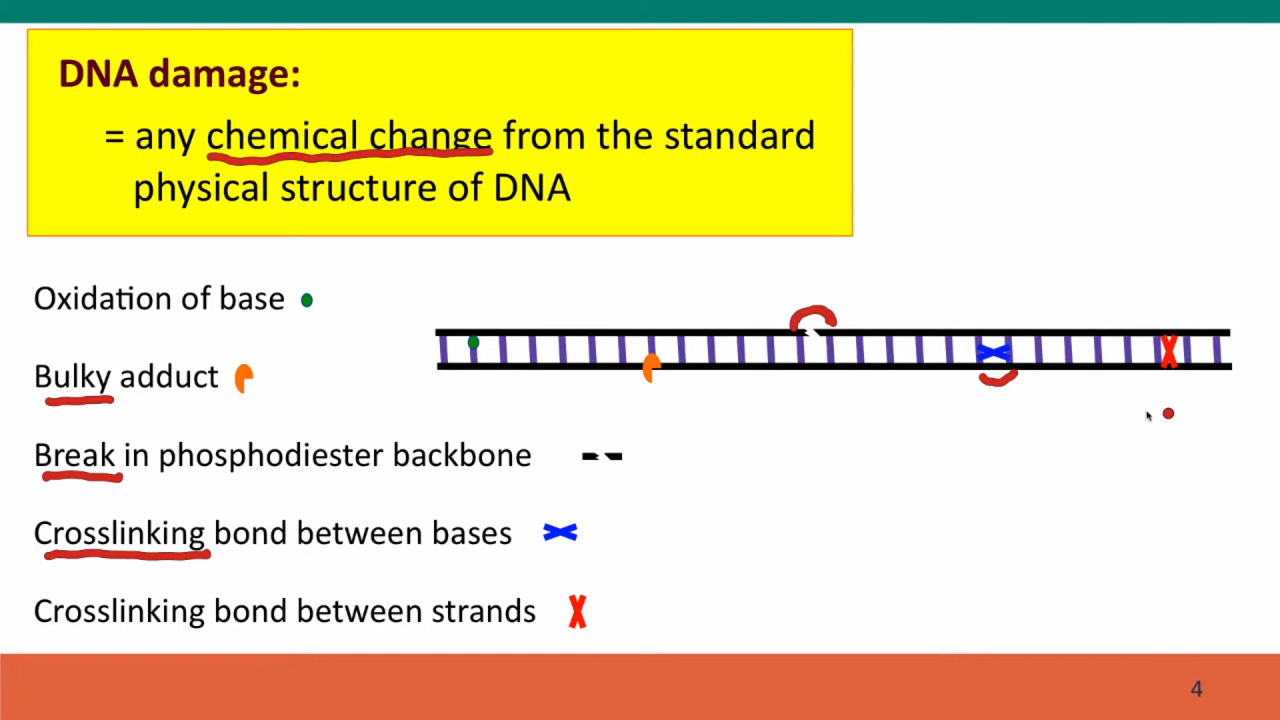 DNA damage:
= any chemical change from the standard
physical structure of DNA
Oxidation of base
Bulky adduct
Break in phosphodiester backbone
Crosslinking bond between bases
Crosslinking bond between strands
4